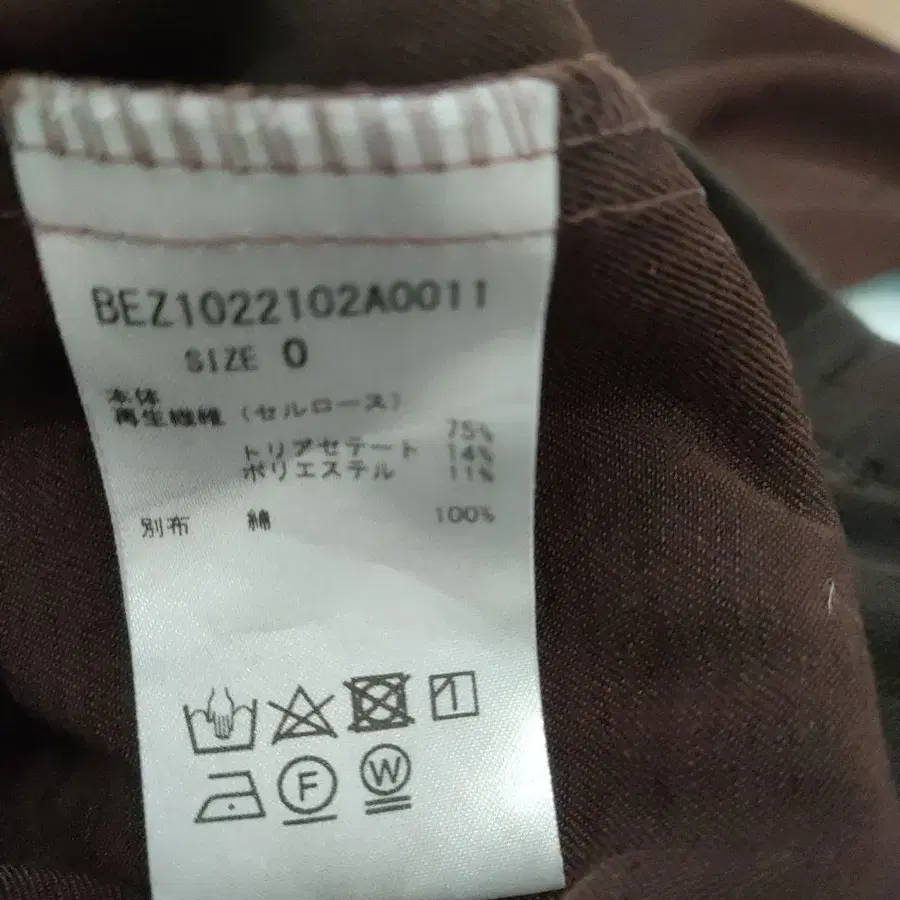 BEZ1022102A0011
SIZE 0
本体
再生繊維（セルロース） 75%
トリアセテート 14%
ポリエステル 11%
別布 綿 100%
F W